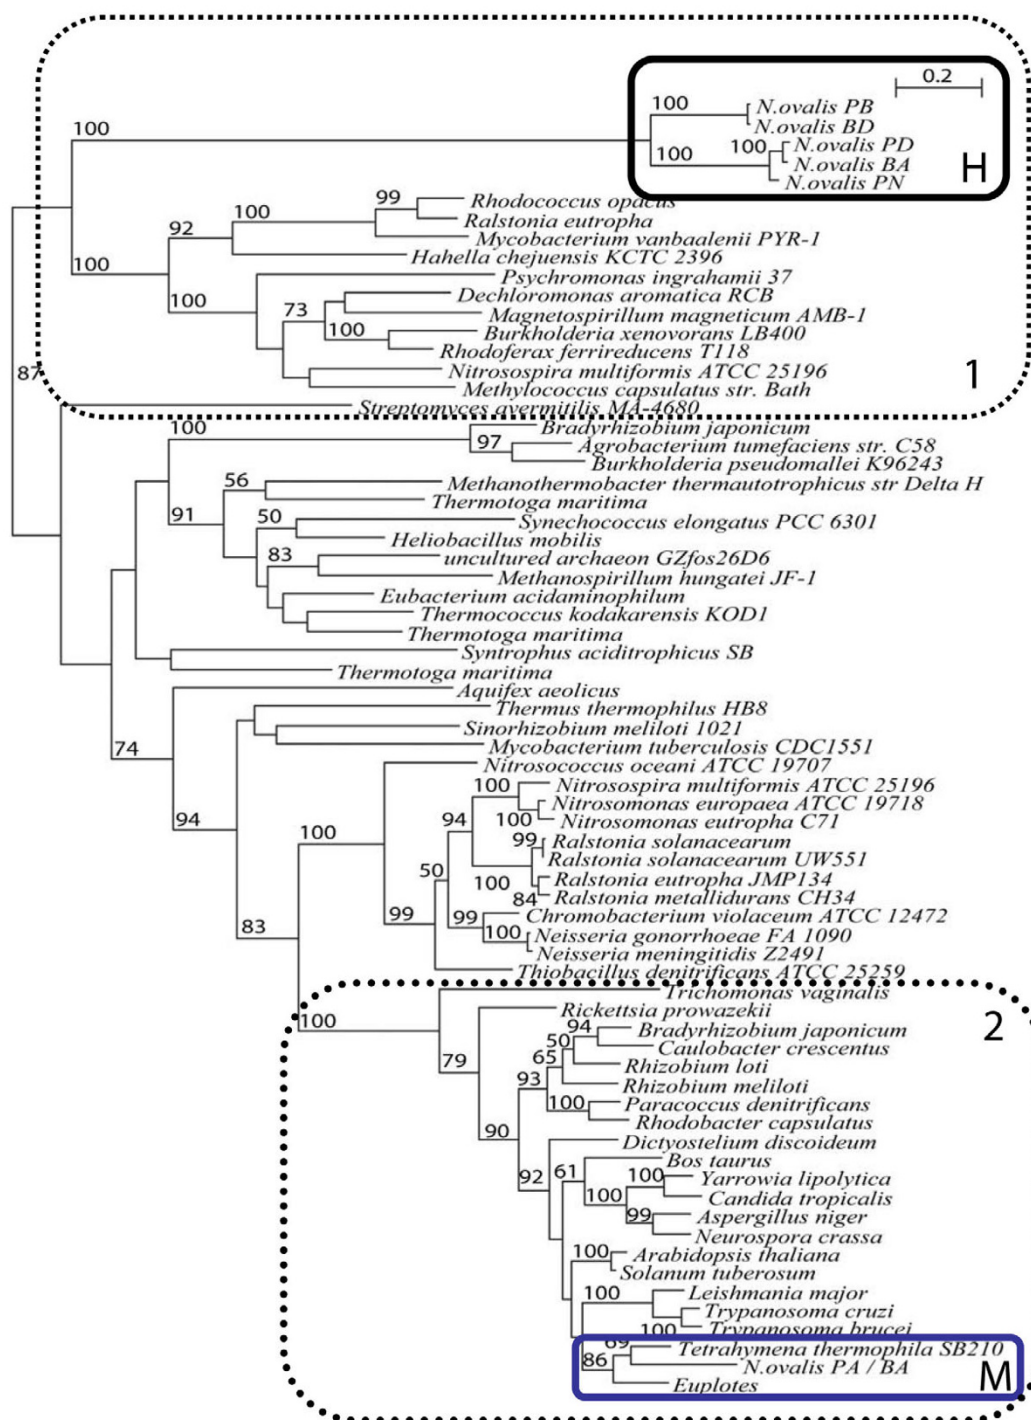 0.2
100
N.ovalis PB
N.ovalis BD
100
100
N.ovalis PD
N.ovalis BA
100
N.ovalis PN
H
99
Rhodococcus opacus
100
Ralstonia eutropha
92
Mycobacterium vanbaalenii PYR-1
Hahella chejuensis KCTC 2396
100
Psychromonas ingrahamii 37
Dechloromonas aromatica RCB
100
73
Magnetospirillum magneticum AMB-1
100
Burkholderia xenovorans LB400
Rhodoferax ferrireducens T118
Nitrosospira multiformis ATCC 25196
87
1
Methylococcus capsulatus str. Bath
Streptomyces avermitilis MA-4680
100
Bradyrhizobium japonicum
97
Agrobacterium tumefaciens str. C58
Burkholderia pseudomallei K96243
56
Methanothermobacter thermautotrophicus str Delta H
Thermotoga maritima
91
50
Synechococcus elongatus PCC 6301
Heliobacillus mobilis
83
uncultured archaeon GZfos26D6
Methanospirillum hungatei JF-1
Eubacterium acidaminophilum
Thermococcus kodakarensis KOD1
Thermotoga maritima
Syntrophus aciditrophicus SB
Thermotoga maritima
Aquifex aeolicus
Thermus thermophilus HB8
Sinorhizobium meliloti 1021
74
Mycobacterium tuberculosis CDC1551
Nitrosococcus oceani ATCC 19707
100
Nitrosospira multiformis ATCC 25196
Nitrosomonas europaea ATCC 19718
94
94
100
Nitrosomonas eutropha C71
100
99
Ralstonia solanacearum
Ralstonia solanacearum UW551
50
100
Ralstonia eutropha JMP134
84
Ralstonia metallidurans CH34
99
99
Chromobacterium violaceum ATCC 12472
83
100
Neisseria gonorrhoeae FA 1090
Neisseria meningitidis Z2491
Thiobacillus denitrificans ATCC 25259
Trichomonas vaginalis
100
Rickettsia prowazekii
2
94
Bradyrhizobium japonicum
50
Caulobacter crescentus
79
65
Rhizobium loti
93
Rhizobium meliloti
100
Paracoccus denitrificans
Rhodobacter capsulatus
90
Dictyostelium discoideum
92
61
Bos taurus
100
Yarrowia lipolytica
100
Candida tropicalis
99
Aspergillus niger
Neurospora crassa
100
Arabidopsis thaliana
Solanum tuberosum
100
Leishmania major
Trypanosoma cruzi
100
Trypanosoma brucei
69
Tetrahymena thermophila SB210
86
N.ovalis PA / BA
M
Euplotes